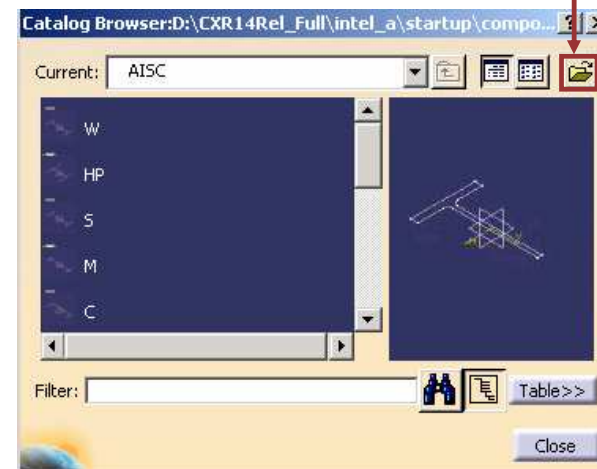 Catalog Browser:D:\CXR14Rel_Full\intel_a\startup\compo...
Current: AISC
W
HP
S
M
C
Filter:
Table>>
Close